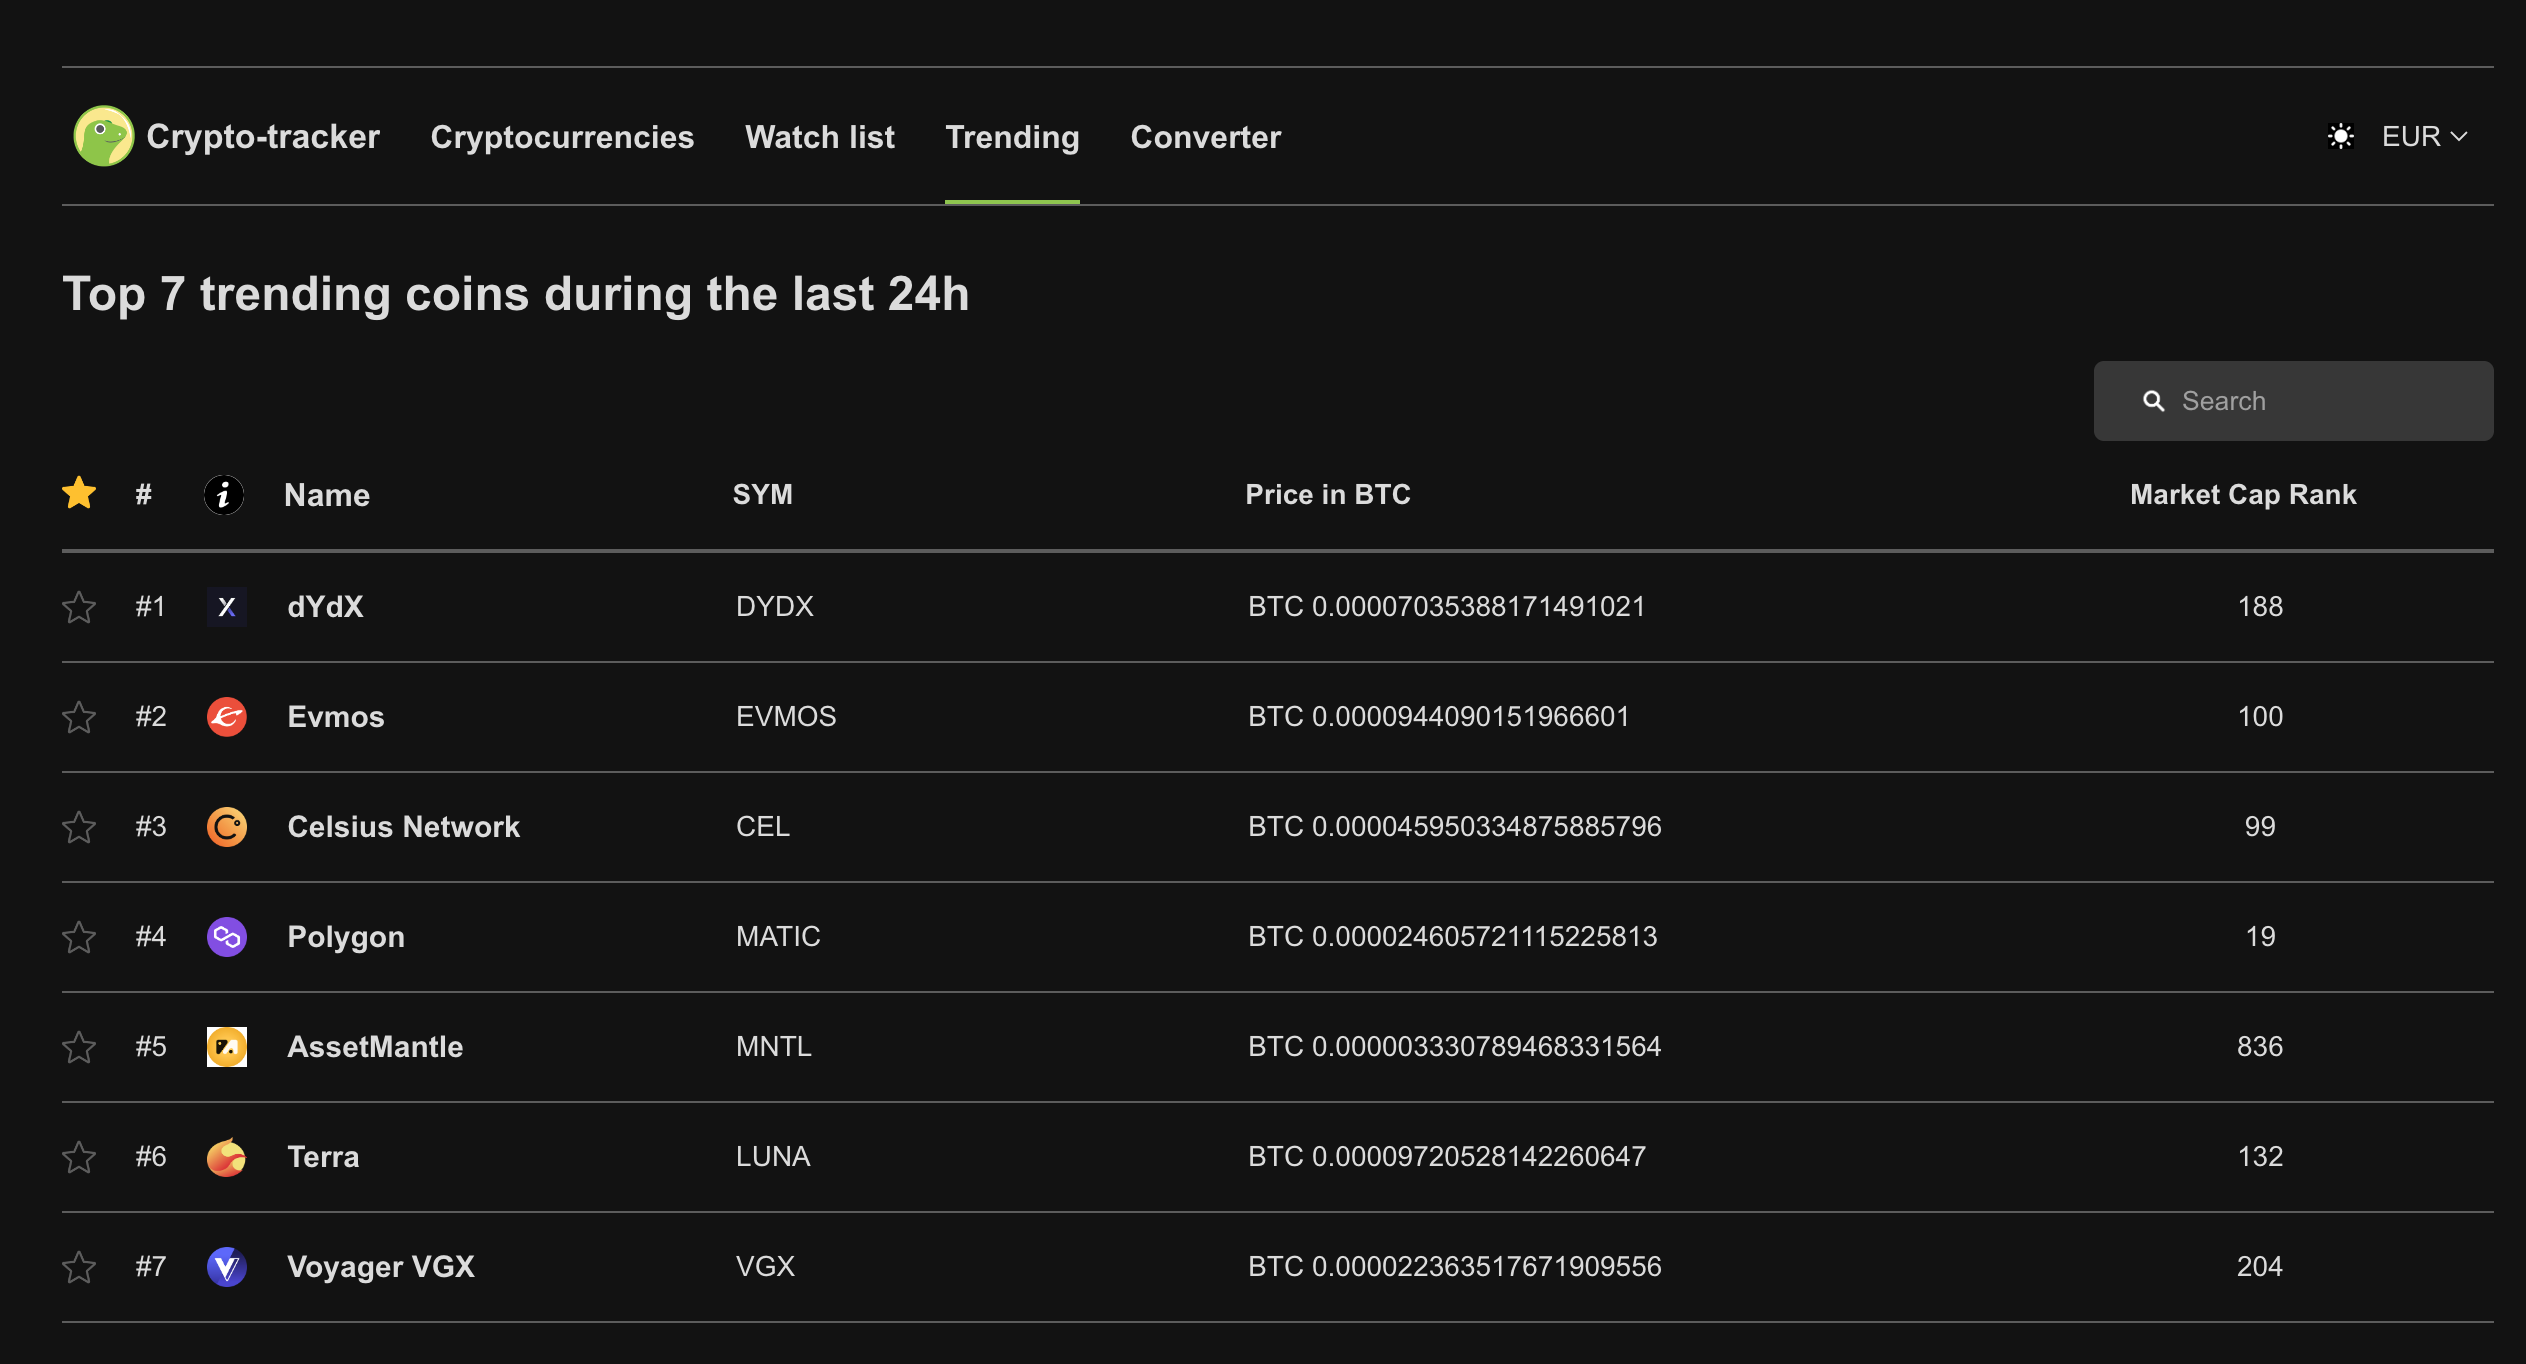 Crypto-tracker Cryptocurrencies Watch list Trending Converter EUR
Top 7 trending coins during the last 24h
Search
# i Name SYM Price in BTC Market Cap Rank
#1 X dYdX DYDX BTC 0.00007035388171491021 188
#2 Evmos EVMOS BTC 0.0000944090151966601 100
#3 Celsius Network CEL BTC 0.000045950334875885796 99
#4 Polygon MATIC BTC 0.000024605721115225813 19
#5 AssetMantle MNTL BTC 0.000003330789468331564 836
#6 Terra LUNA BTC 0.00009720528142260647 132
#7 Voyager VGX VGX BTC 0.000022363517671909556 204